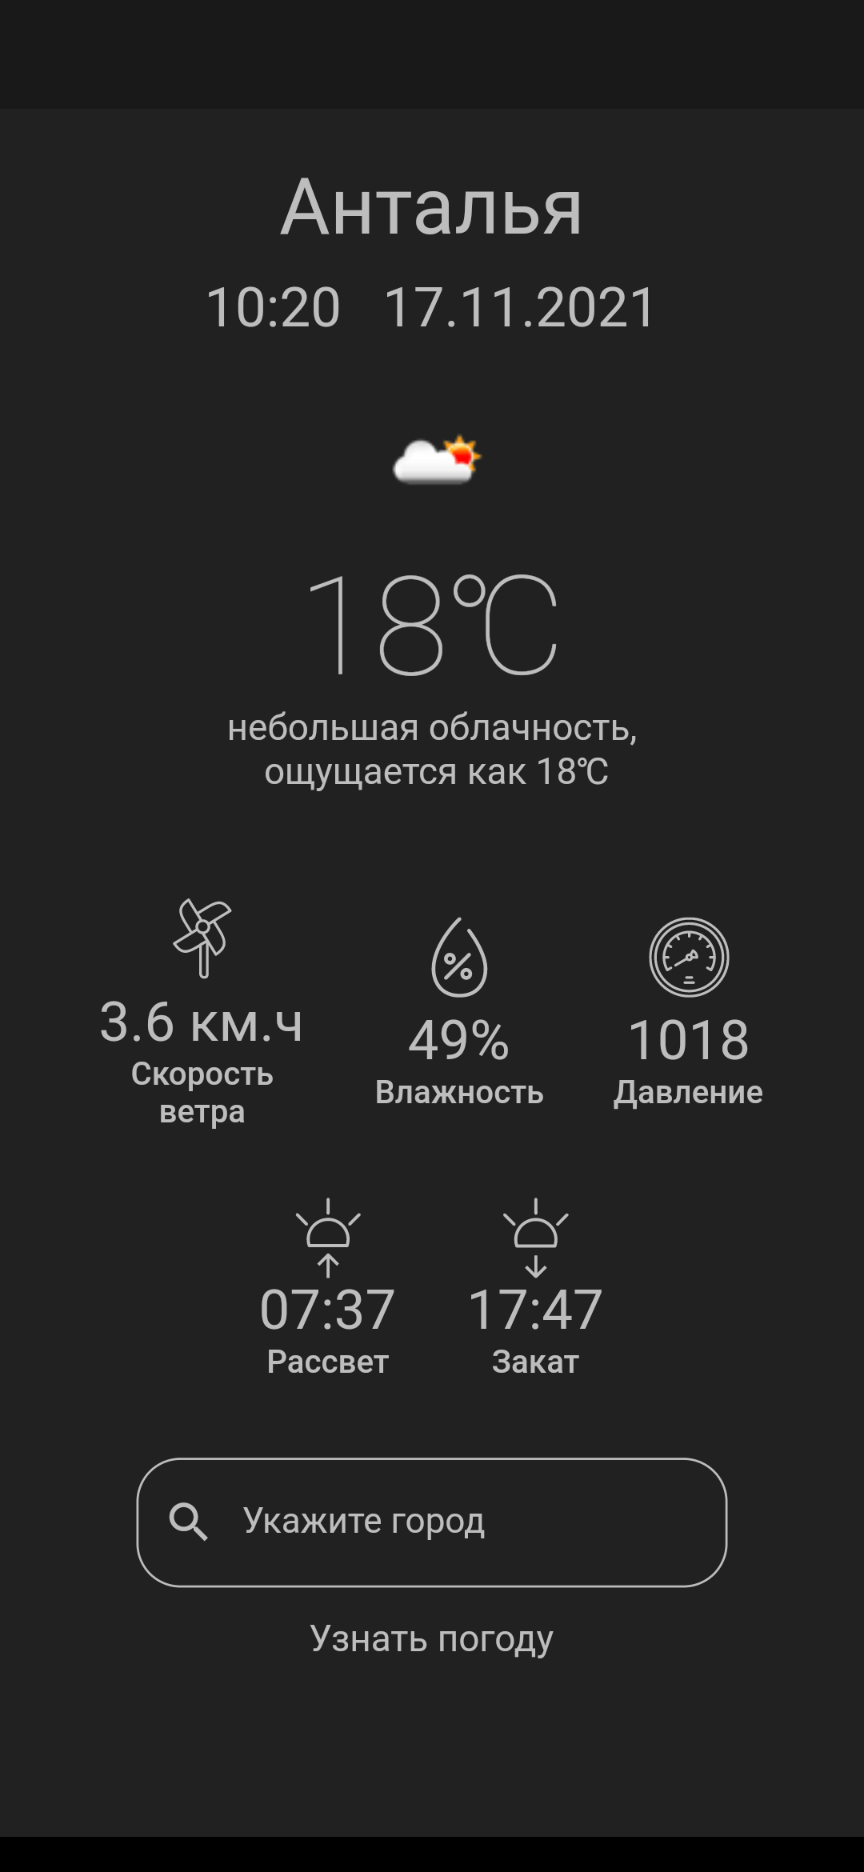 Анталья
10:20 17.11.2021
18℃
небольшая облачность,
ощущается как 18℃
3.6 км.ч
Скорость
ветра
49%
Влажность
1018
Давление
07:37
Рассвет
17:47
Закат
Укажите город
Узнать погоду